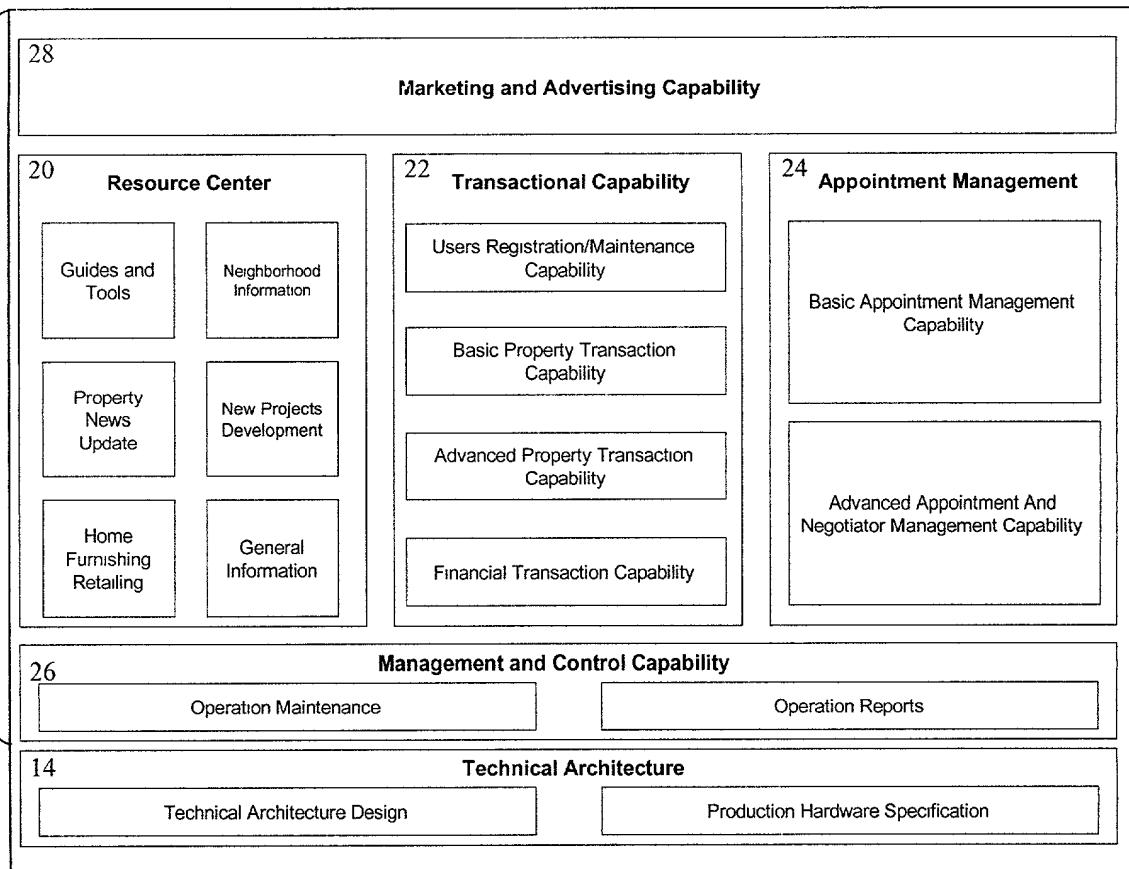 28
Marketing and Advertising Capability
20
Resource Center
Guides and
Tools
Neighborhood
Information
Property
News
Update
New Projects
Development
Home
Furnishing
Retailing
General
Information
22
Transactional Capability
Users Registration/Maintenance
Capability
Basic Property Transaction
Capability
Advanced Property Transaction
Capability
Financial Transaction Capability
24
Appointment Management
Basic Appointment Management
Capability
Advanced Appointment And
Negotiator Management Capability
26
Management and Control Capability
Operation Maintenance
Operation Reports
14
Technical Architecture
Technical Architecture Design
Production Hardware Specification